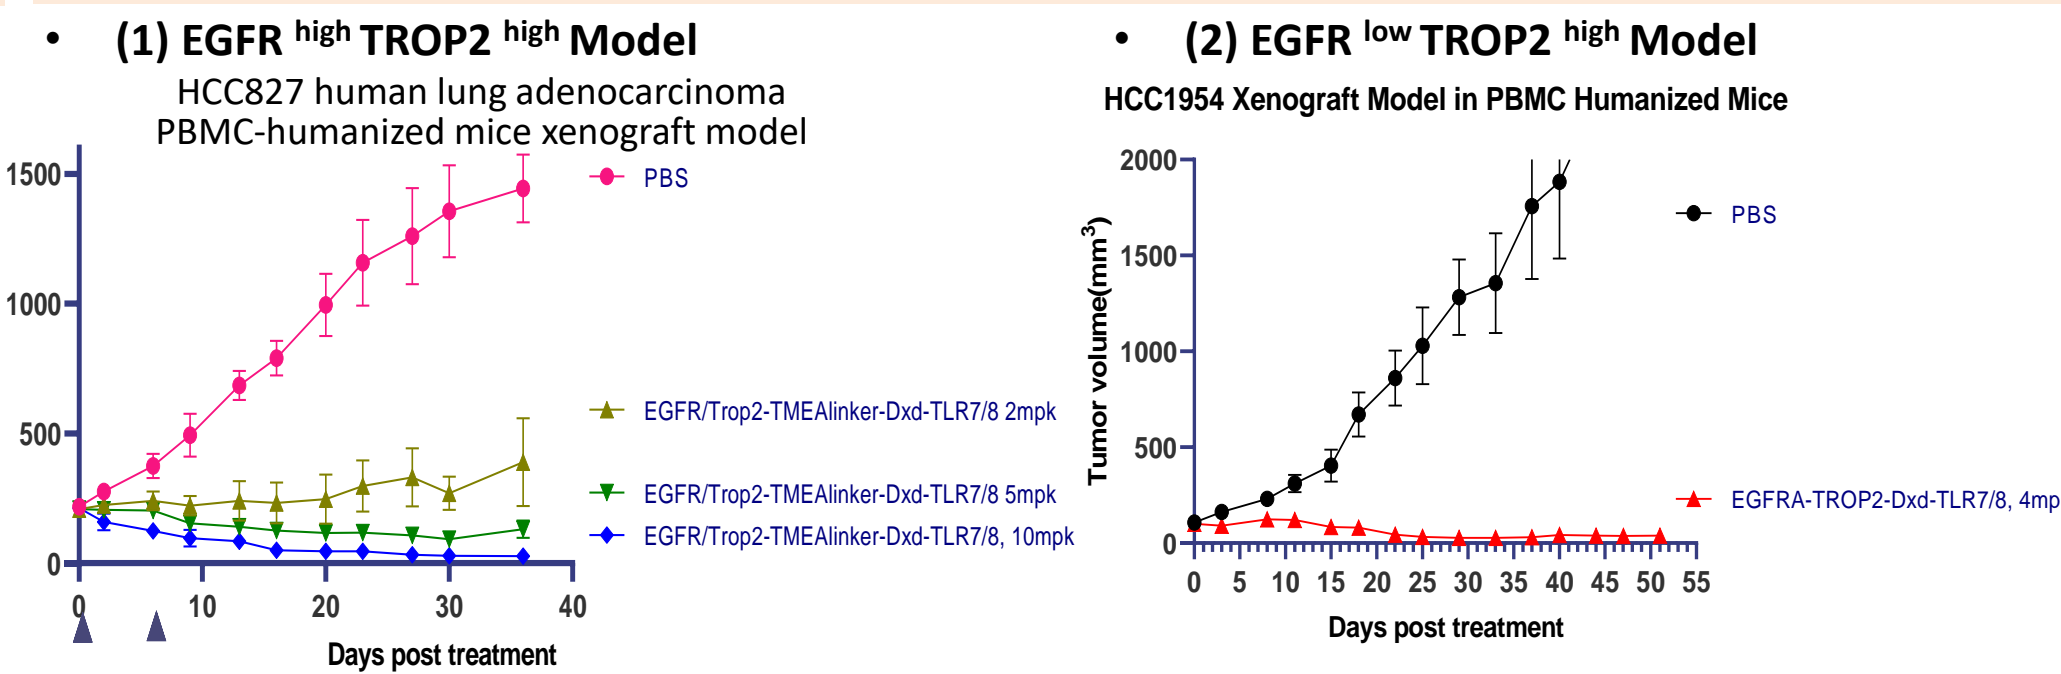 • (1) EGFR high TROP2 high Model
HCC827 human lung adenocarcinoma
PBMC-humanized mice xenograft model
1500
1000
500
0
0 10 20 30 40
Days post treatment
PBS
EGFR/Trop2-TMEAlinker-Dxd-TLR7/8 2mpk
EGFR/Trop2-TMEAlinker-Dxd-TLR7/8 5mpk
EGFR/Trop2-TMEAlinker-Dxd-TLR7/8, 10mpk
• (2) EGFR low TROP2 high Model
HCC1954 Xenograft Model in PBMC Humanized Mice
Tumor volume(mm³)
2000
1500
1000
500
0
0 5 10 15 20 25 30 35 40 45 50 55
Days post treatment
PBS
EGFRA-TROP2-Dxd-TLR7/8, 4mp